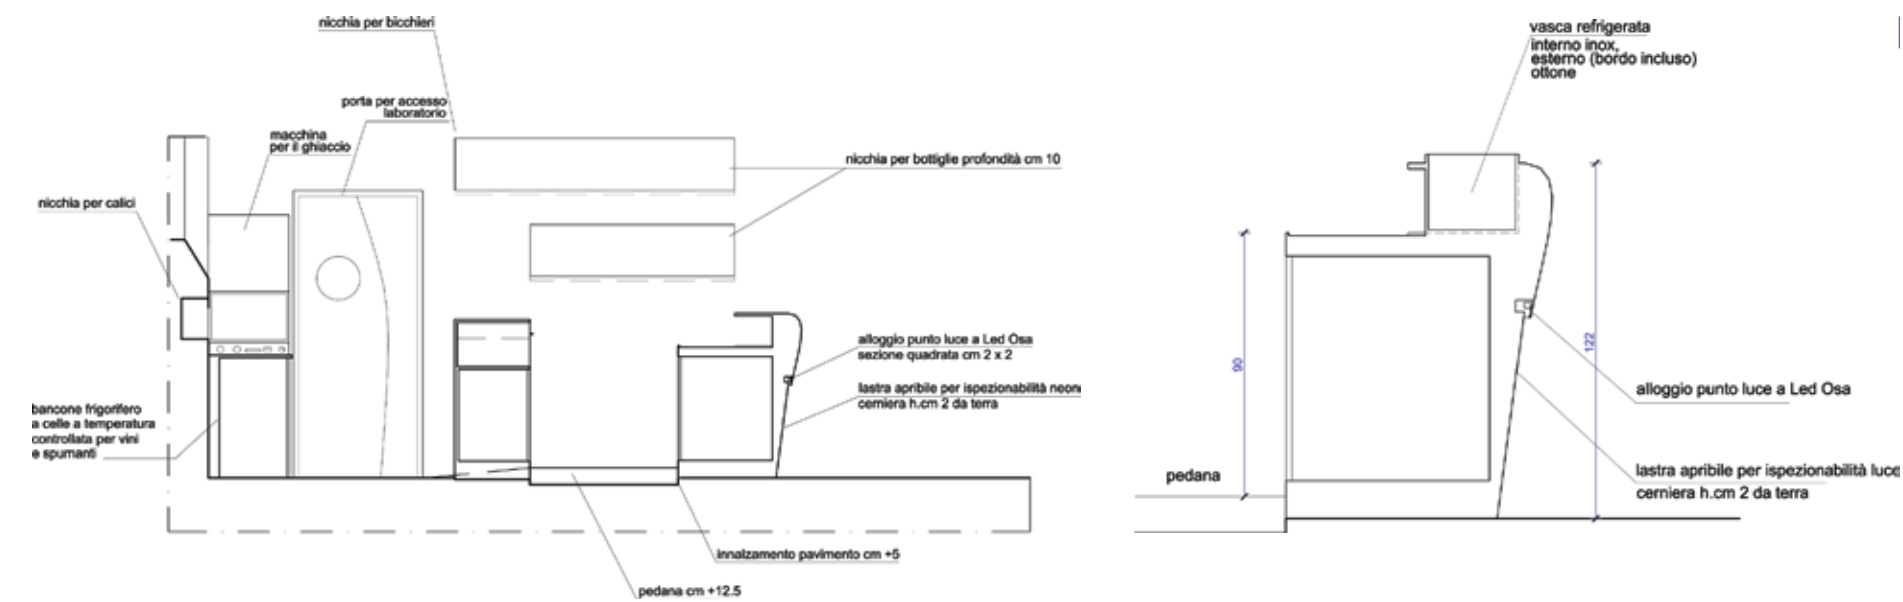 nicchia per bicchieri
porta per accesso
laboratorio
macchina
per il ghiaccio
nicchia per bottiglie profondità cm 10
nicchia per calici
alloggio punto luce a Led Osa
sezione quadrata cm 2 x 2
lastra apribile per ispezionabilità neon
cerniera h.cm 2 da terra
bancone frigorifero
a celle a temperatura
controllata per vini
e spumanti
innalzamento pavimento cm +5
pedana cm +12.5
vasca refrigerata
interno inox,
esterno (bordo incluso)
ottone
90
122
alloggio punto luce a Led Osa
pedana
lastra apribile per ispezionabilità luce
cerniera h.cm 2 da terra